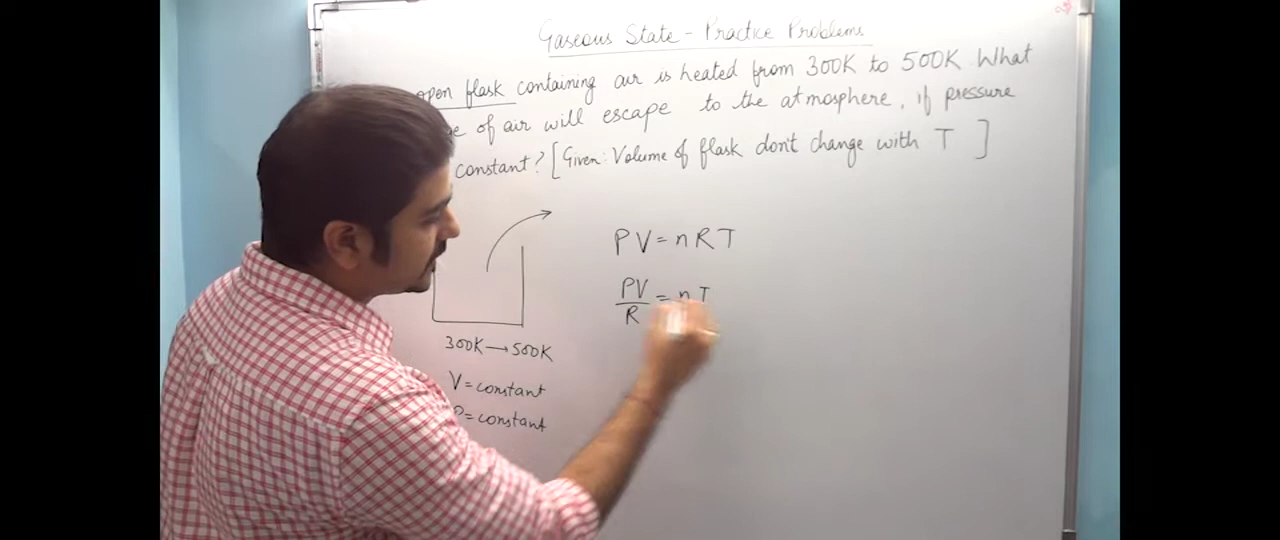 Gaseous State - Practice Problems
open flask containing air is heated from 300K to 500K. What
of air will escape to the atmosphere, if pressure
constant? [Given: Volume of flask don't change with T ]
PV = nRT
PV/R = nT
300K → 500K
V = constant
P = constant